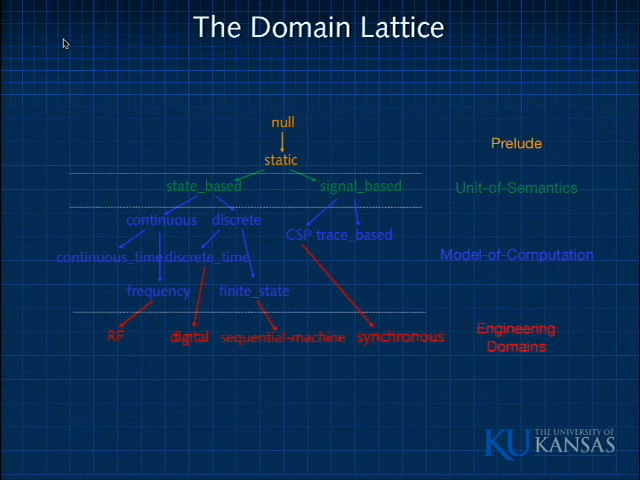 The Domain Lattice
null
Prelude
static
state_based
signal_based
Unit-of-Semantics
continuous
discrete
CSP
trace_based
Model-of-Computation
continuous_time
discrete_time
frequency
finite_state
RF
digital
sequential-machine
synchronous
Engineering
Domains
KU THE UNIVERSITY OF
KANSAS